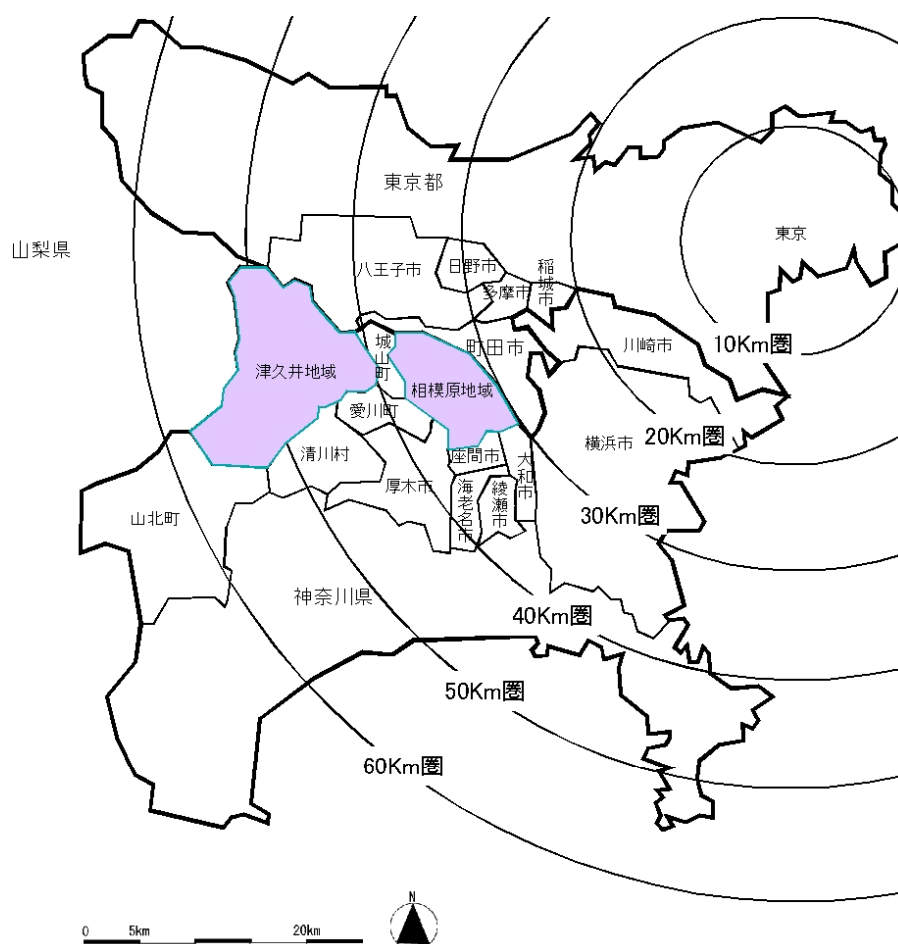 東京都
山梨県
東京
八王子市
日野市
稲城市
多摩市
城山町
町田市
川崎市
10Km圏
津久井地域
相模原地域
愛川町
20Km圏
横浜市
清川村
座間市
大和市
厚木市
海老名市
綾瀬市
山北町
30Km圏
神奈川県
40Km圏
50Km圏
60Km圏
N
0 5km 20km